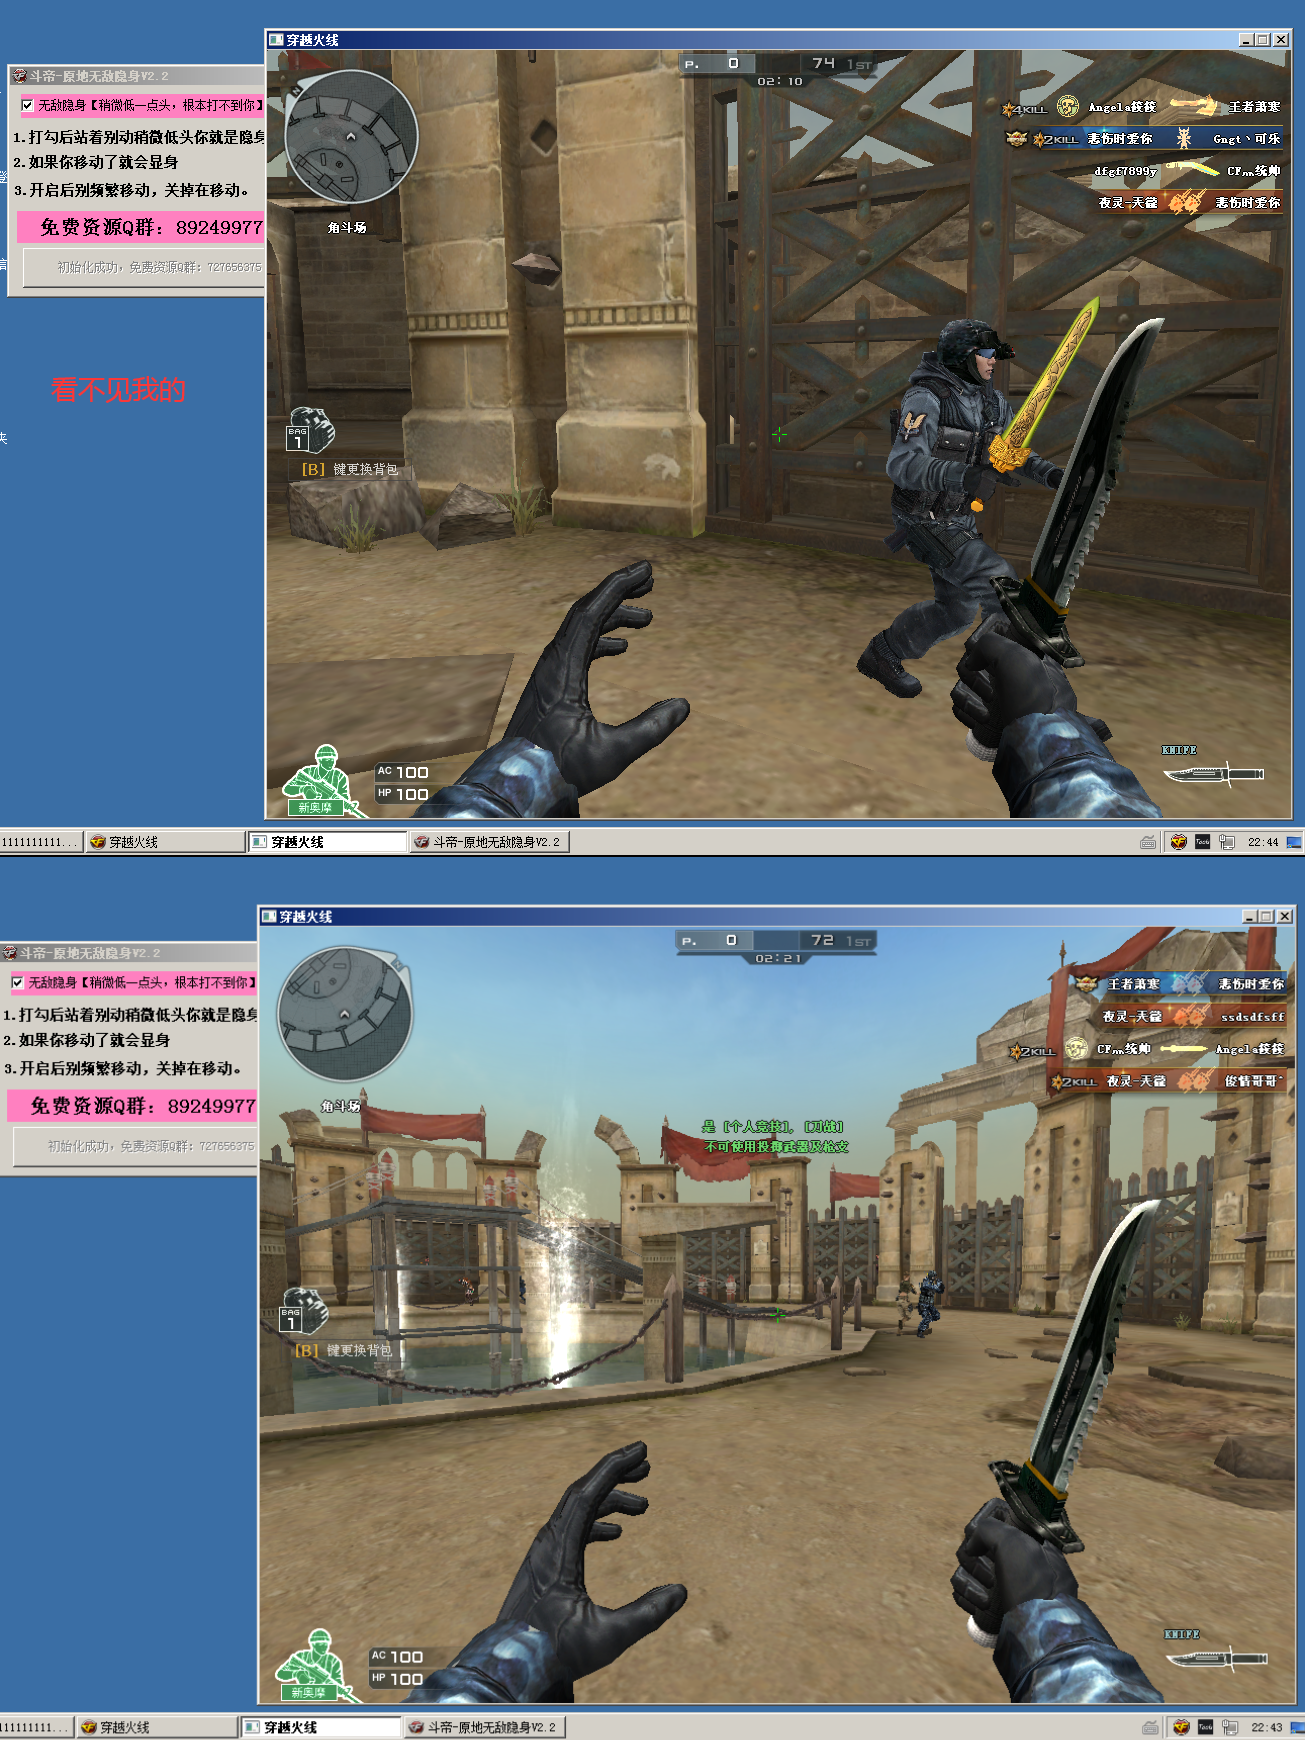 穿越火线
斗帝-原地无敌隐身V2.2
无敌隐身【稍微低一点头，根本打不到你】
1.打勾后站着别动稍微低头你就是隐身
2.如果你移动了就会显身
3.开启后别频繁移动，关掉在移动。
免费资源Q群：89249977
初始化成功，免费资源Q群：727656375
看不见我的
P. 0 74 1ST
02:10
4KILL Angela筱筱 王者萧寒
2KILL 悲伤时爱你 Gngt丶可乐
dfgf7899y CF灬统帅
夜灵-天龍 悲伤时爱你
角斗场
BAG
1
[B] 键更换背包
KNIFE
AC 100
HP 100
新奥摩
1111111111...
穿越火线
穿越火线
斗帝-原地无敌隐身V2.2
22:44
穿越火线
斗帝-原地无敌隐身V2.2
无敌隐身【稍微低一点头，根本打不到你】
1.打勾后站着别动稍微低头你就是隐身
2.如果你移动了就会显身
3.开启后别频繁移动，关掉在移动。
免费资源Q群：89249977
初始化成功，免费资源Q群：727656375
P. 0 72 1ST
02:21
王者萧寒 悲伤时爱你
夜灵-天龍 ssdsdfsff
2KILL CF灬统帅 Angela筱筱
2KILL 夜灵-天龍 俊情哥哥
角斗场
是 [个人竞技]，[刀战]
不可使用投掷武器及枪支
BAG
1
[B] 键更换背包
KNIFE
AC 100
HP 100
新奥摩
111111111...
穿越火线
穿越火线
斗帝-原地无敌隐身V2.2
22:43